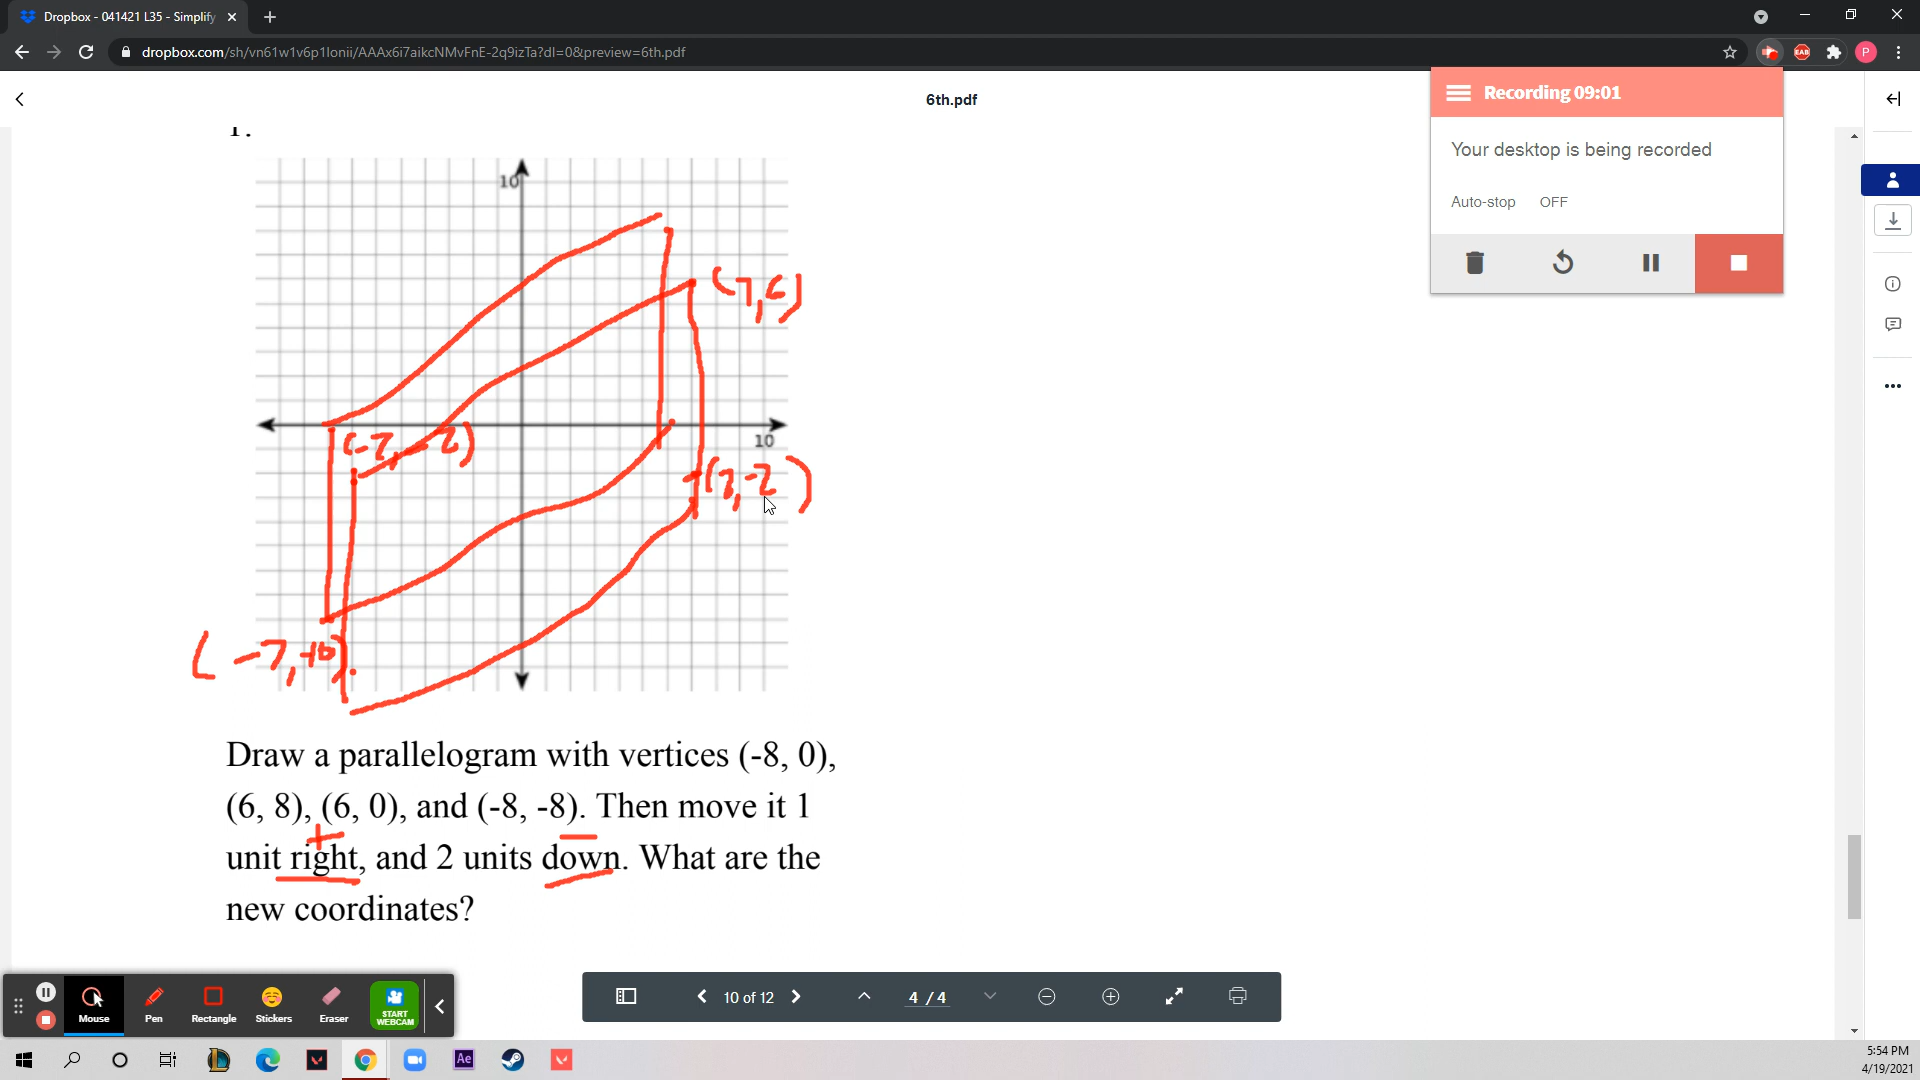 Dropbox - 041421 L35 - Simplify
dropbox.com/sh/vn61w1v6p1lonii/AAAx6i7aikcNMvFnE-2q9izTa?dl=0&preview=6th.pdf
EAB
P
6th.pdf
Recording 09:01
Your desktop is being recorded
Auto-stop OFF
1.
10
(7,6)
(-7, -2)
10
(-7,-10)
Draw a parallelogram with vertices (-8, 0),
(6, 8), (6, 0), and (-8, -8). Then move it 1
+ –
unit right, and 2 units down. What are the
new coordinates?
Mouse
Pen
Rectangle
Stickers
Eraser
START
WEBCAM
10 of 12
4 / 4
Ae
5:54 PM
4/19/2021